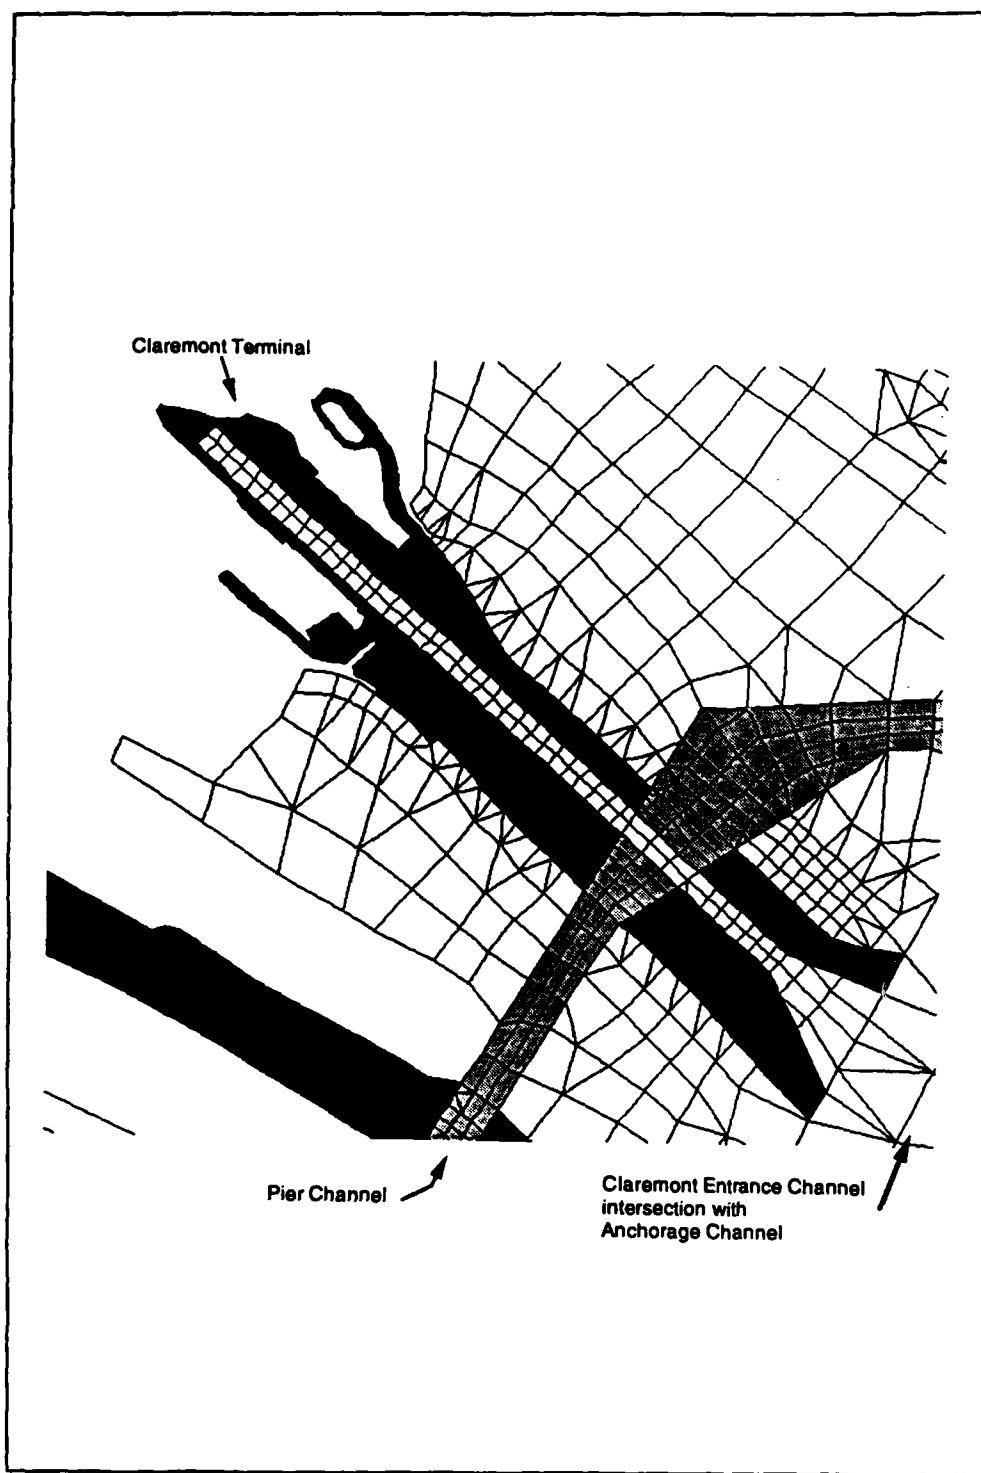 Claremont Terminal
Pier Channel
Claremont Entrance Channel
intersection with
Anchorage Channel